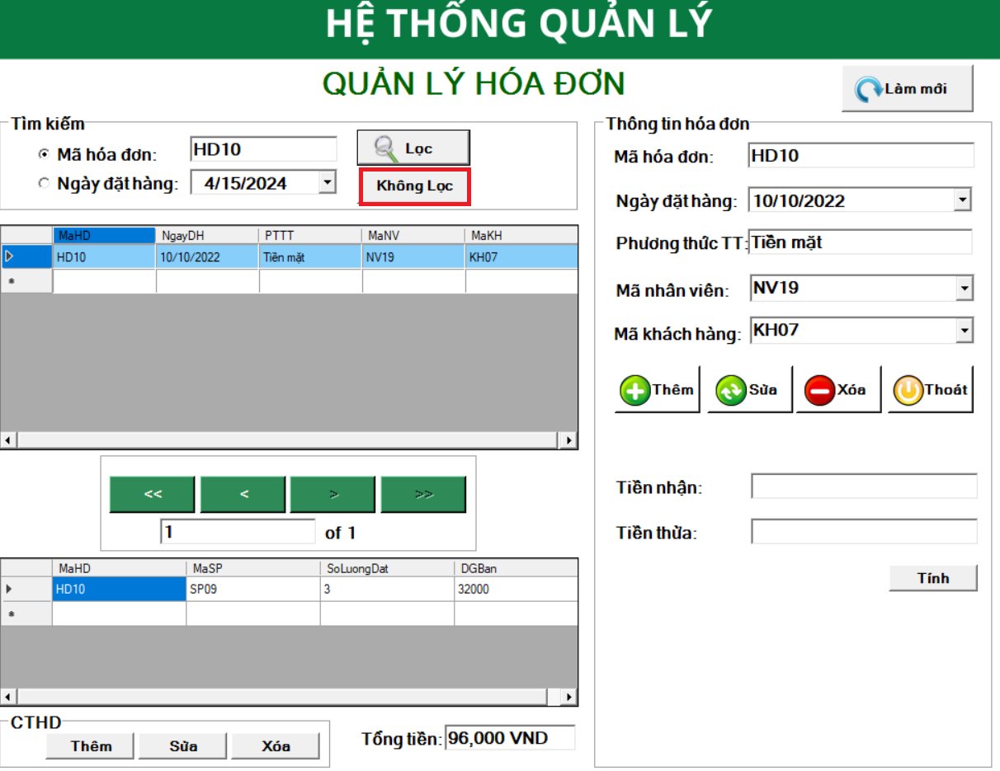 HỆ THỐNG QUẢN LÝ
QUẢN LÝ HÓA ĐƠN
Làm mới
Tìm kiếm
Mã hóa đơn: HD10
Lọc
Ngày đặt hàng: 4/15/2024
Không Lọc
MaHD NgayDH PTTT MaNV MaKH
HD10 10/10/2022 Tiền mặt NV19 KH07
*
<< < > >>
1 of 1
MaHD MaSP SoLuongDat DGBan
HD10 SP09 3 32000
*
CTHD
Thêm Sửa Xóa
Tổng tiền: 96,000 VND
Thông tin hóa đơn
Mã hóa đơn: HD10
Ngày đặt hàng: 10/10/2022
Phương thức TT: Tiền mặt
Mã nhân viên: NV19
Mã khách hàng: KH07
Thêm Sửa Xóa Thoát
Tiền nhận:
Tiền thừa:
Tính